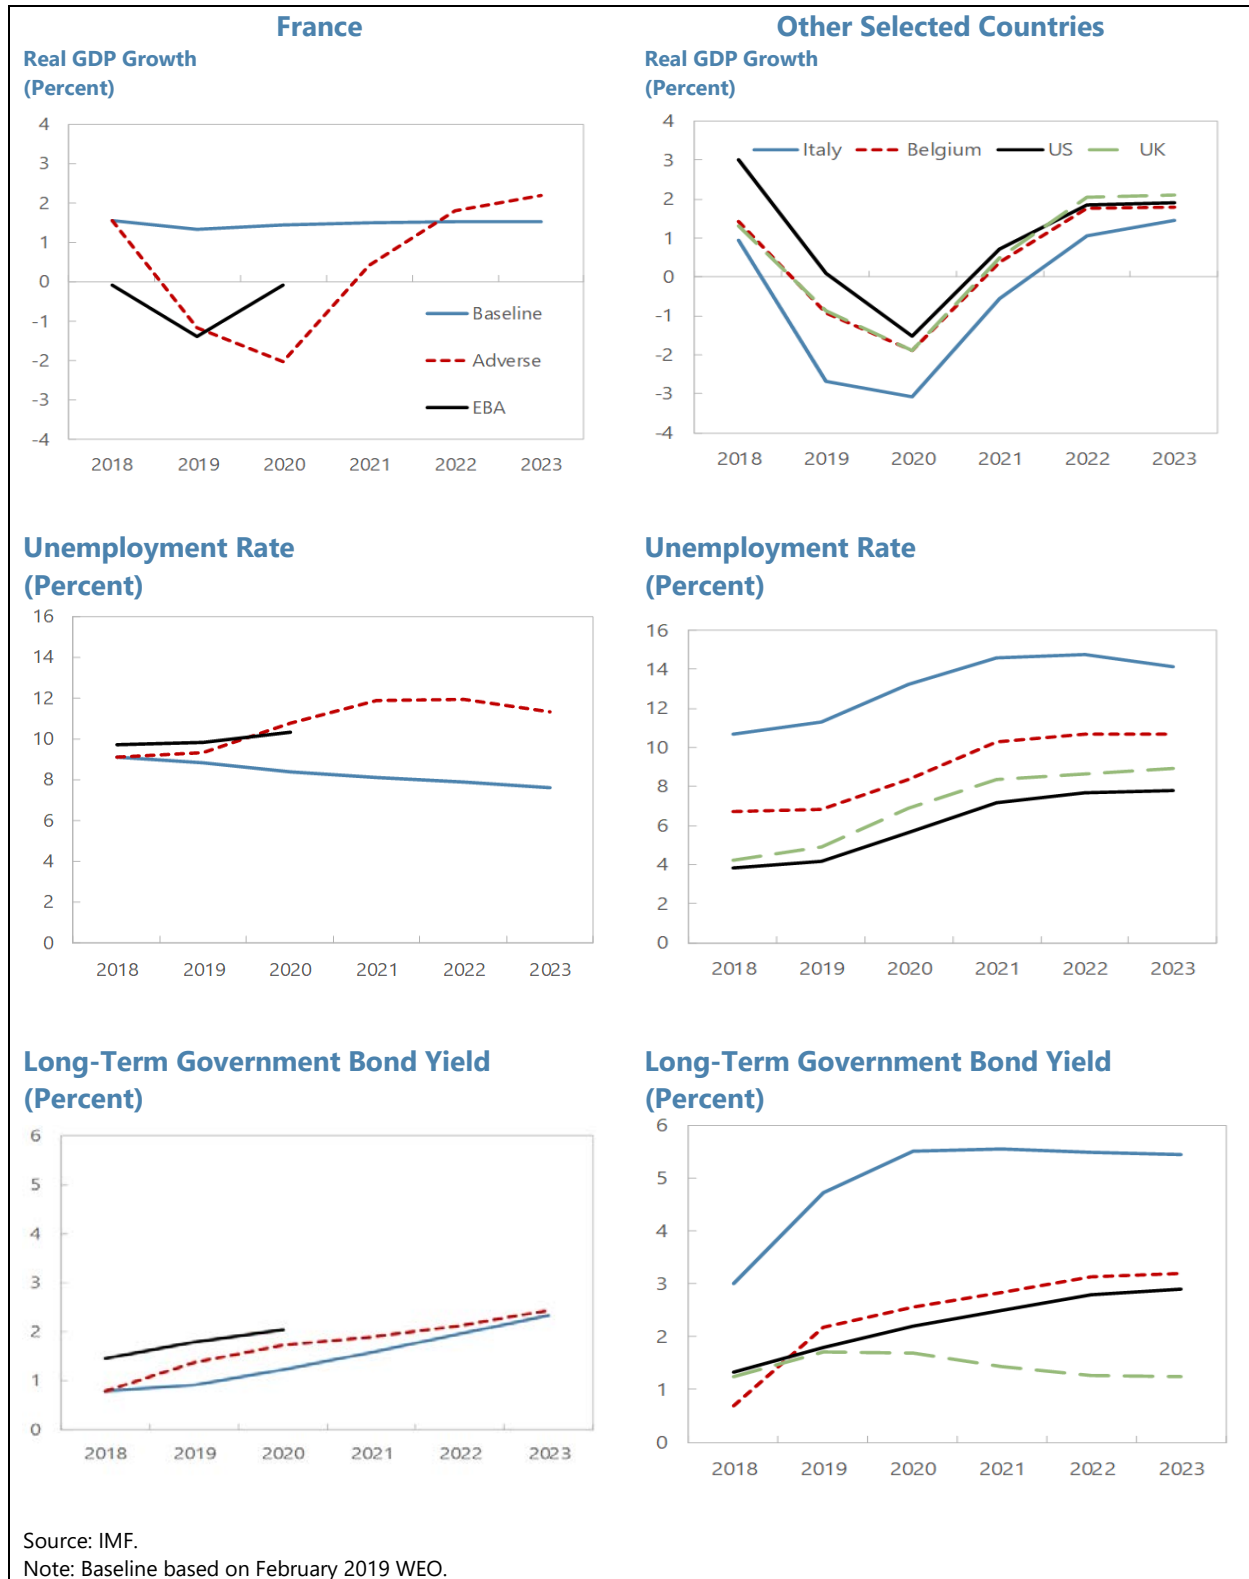 France
Other Selected Countries
Real GDP Growth
(Percent)
4
3
2
1
0
-1
-2
-3
-4
Baseline
Adverse
EBA
2018 2019 2020 2021 2022 2023
Real GDP Growth
(Percent)
4
3
2
1
0
-1
-2
-3
-4
Italy Belgium US UK
2018 2019 2020 2021 2022 2023
Unemployment Rate
(Percent)
16
14
12
10
8
6
4
2
0
2018 2019 2020 2021 2022 2023
Unemployment Rate
(Percent)
16
14
12
10
8
6
4
2
0
2018 2019 2020 2021 2022 2023
Long-Term Government Bond Yield
(Percent)
6
5
4
3
2
1
0
2018 2019 2020 2021 2022 2023
Long-Term Government Bond Yield
(Percent)
6
5
4
3
2
1
0
2018 2019 2020 2021 2022 2023
Source: IMF.
Note: Baseline based on February 2019 WEO.